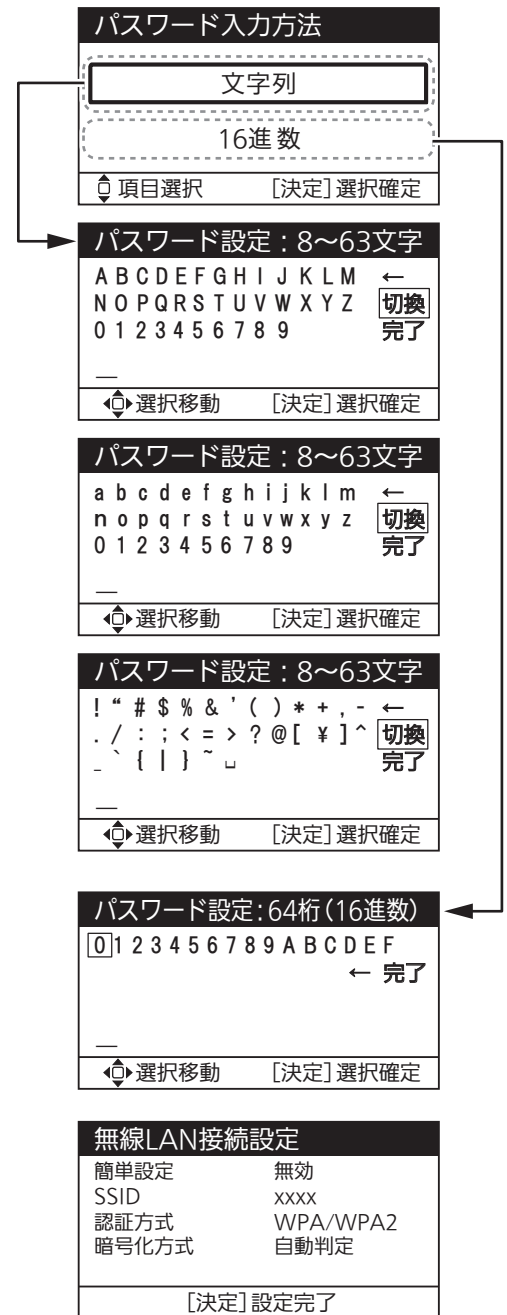 パスワード入力方法
文字列
16進数
項目選択 [決定]選択確定
パスワード設定：8～63文字
A B C D E F G H I J K L M ←
N O P Q R S T U V W X Y Z 切換
0 1 2 3 4 5 6 7 8 9 完了
_
選択移動 [決定]選択確定
パスワード設定：8～63文字
a b c d e f g h i j k l m ←
n o p q r s t u v w x y z 切換
0 1 2 3 4 5 6 7 8 9 完了
_
選択移動 [決定]選択確定
パスワード設定：8～63文字
! “ # $ % & ' ( ) * + , - ←
. / : ; < = > ? @ [ ¥ ] ^ 切換
_ ` { | } ~ ␣ 完了
_
選択移動 [決定]選択確定
パスワード設定：64桁（16進数）
0 1 2 3 4 5 6 7 8 9 A B C D E F
← 完了
_
選択移動 [決定]選択確定
無線LAN接続設定
簡単設定 無効
SSID xxxx
認証方式 WPA/WPA2
暗号化方式 自動判定
[決定]設定完了